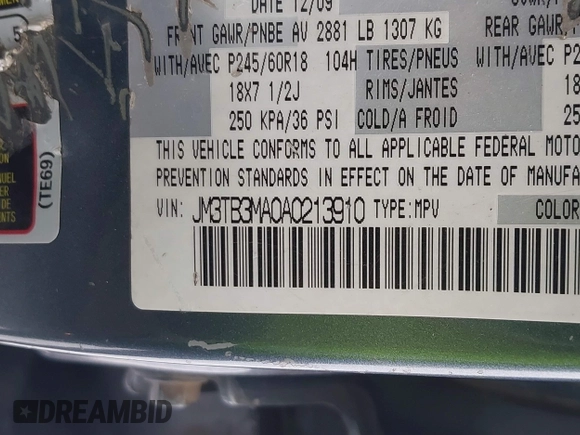 DATE 12/09
FRONT GAWR/PNBE AV 2881 LB 1307 KG
REAR GAWR/
WITH/AVEC P245/60R18 104H TIRES/PNEUS WITH/AVEC P2
18X7 1/2J RIMS/JANTES 18
250 KPA/36 PSI COLD/A FROID 25
THIS VEHICLE CONFORMS TO ALL APPLICABLE FEDERAL MOTO
PREVENTION STANDARDS IN EFFECT ON THE DATE OF MANUFA
VIN: JM3TB3MA0A0213910 TYPE:MPV COLOR
5
(TE69)
DREAMBID